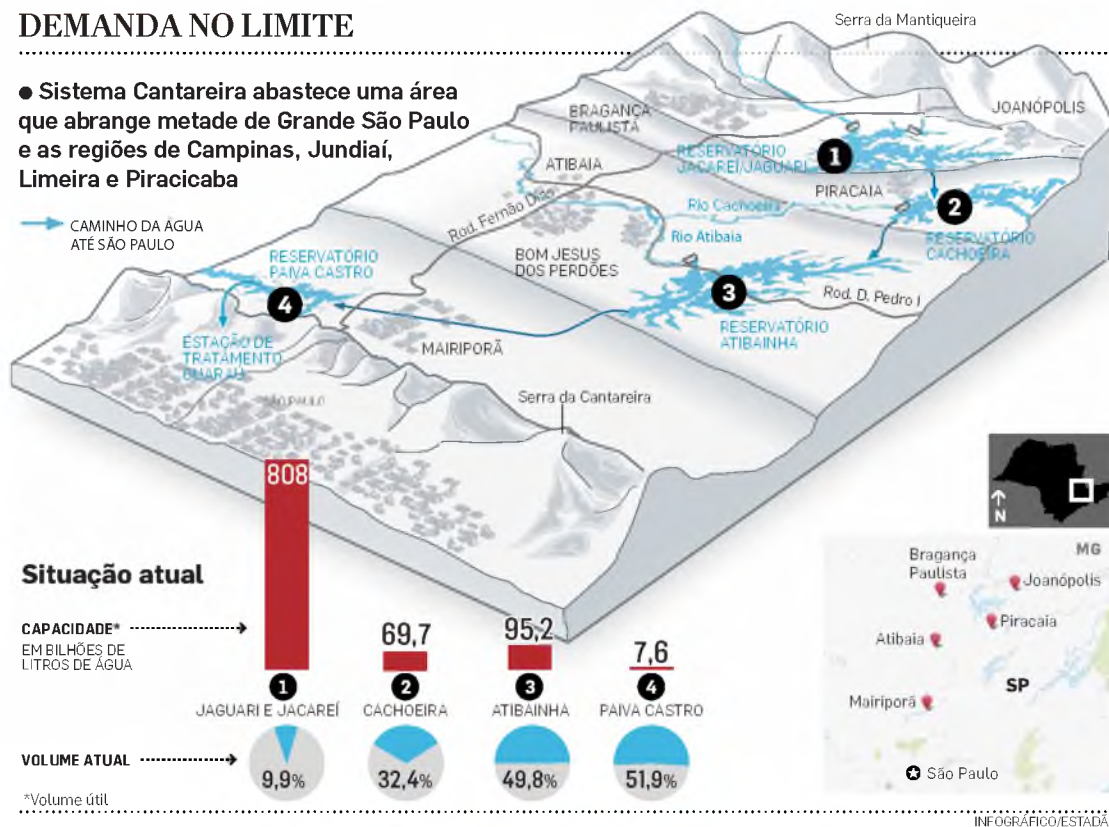 DEMANDA NO LIMITE
Serra da Mantiqueira
● Sistema Cantareira abastece uma área
que abrange metade de Grande São Paulo
e as regiões de Campinas, Jundiaí,
Limeira e Piracicaba
CAMINHO DA ÁGUA
ATÉ SÃO PAULO
JOANÓPOLIS
BRAGANÇA
PAULISTA
RESERVATÓRIO
JACAREÍ/JAGUARI
1
ATIBAIA
PIRACAIA
2
Rod. Fernão Dias
Rio Cachoeira
RESERVATÓRIO
CACHOEIRA
Rio Atibaia
BOM JESUS
DOS PERDÕES
RESERVATÓRIO
PAIVA CASTRO
4
3
Rod. D. Pedro I
RESERVATÓRIO
ATIBAINHA
ESTAÇÃO DE
TRATAMENTO
GUARAÚ
MAIRIPORÃ
SÃO PAULO
Serra da Cantareira
N
Situação atual
CAPACIDADE*
EM BILHÕES DE
LITROS DE ÁGUA
808
69,7
95,2
7,6
1
2
3
4
JAGUARI E JACAREÍ
CACHOEIRA
ATIBAINHA
PAIVA CASTRO
VOLUME ATUAL
9,9%
32,4%
49,8%
51,9%
*Volume útil
MG
Bragança
Paulista
Joanópolis
Piracaia
Atibaia
SP
Mairiporã
São Paulo
INFOGRÁFICO/ESTADÃ